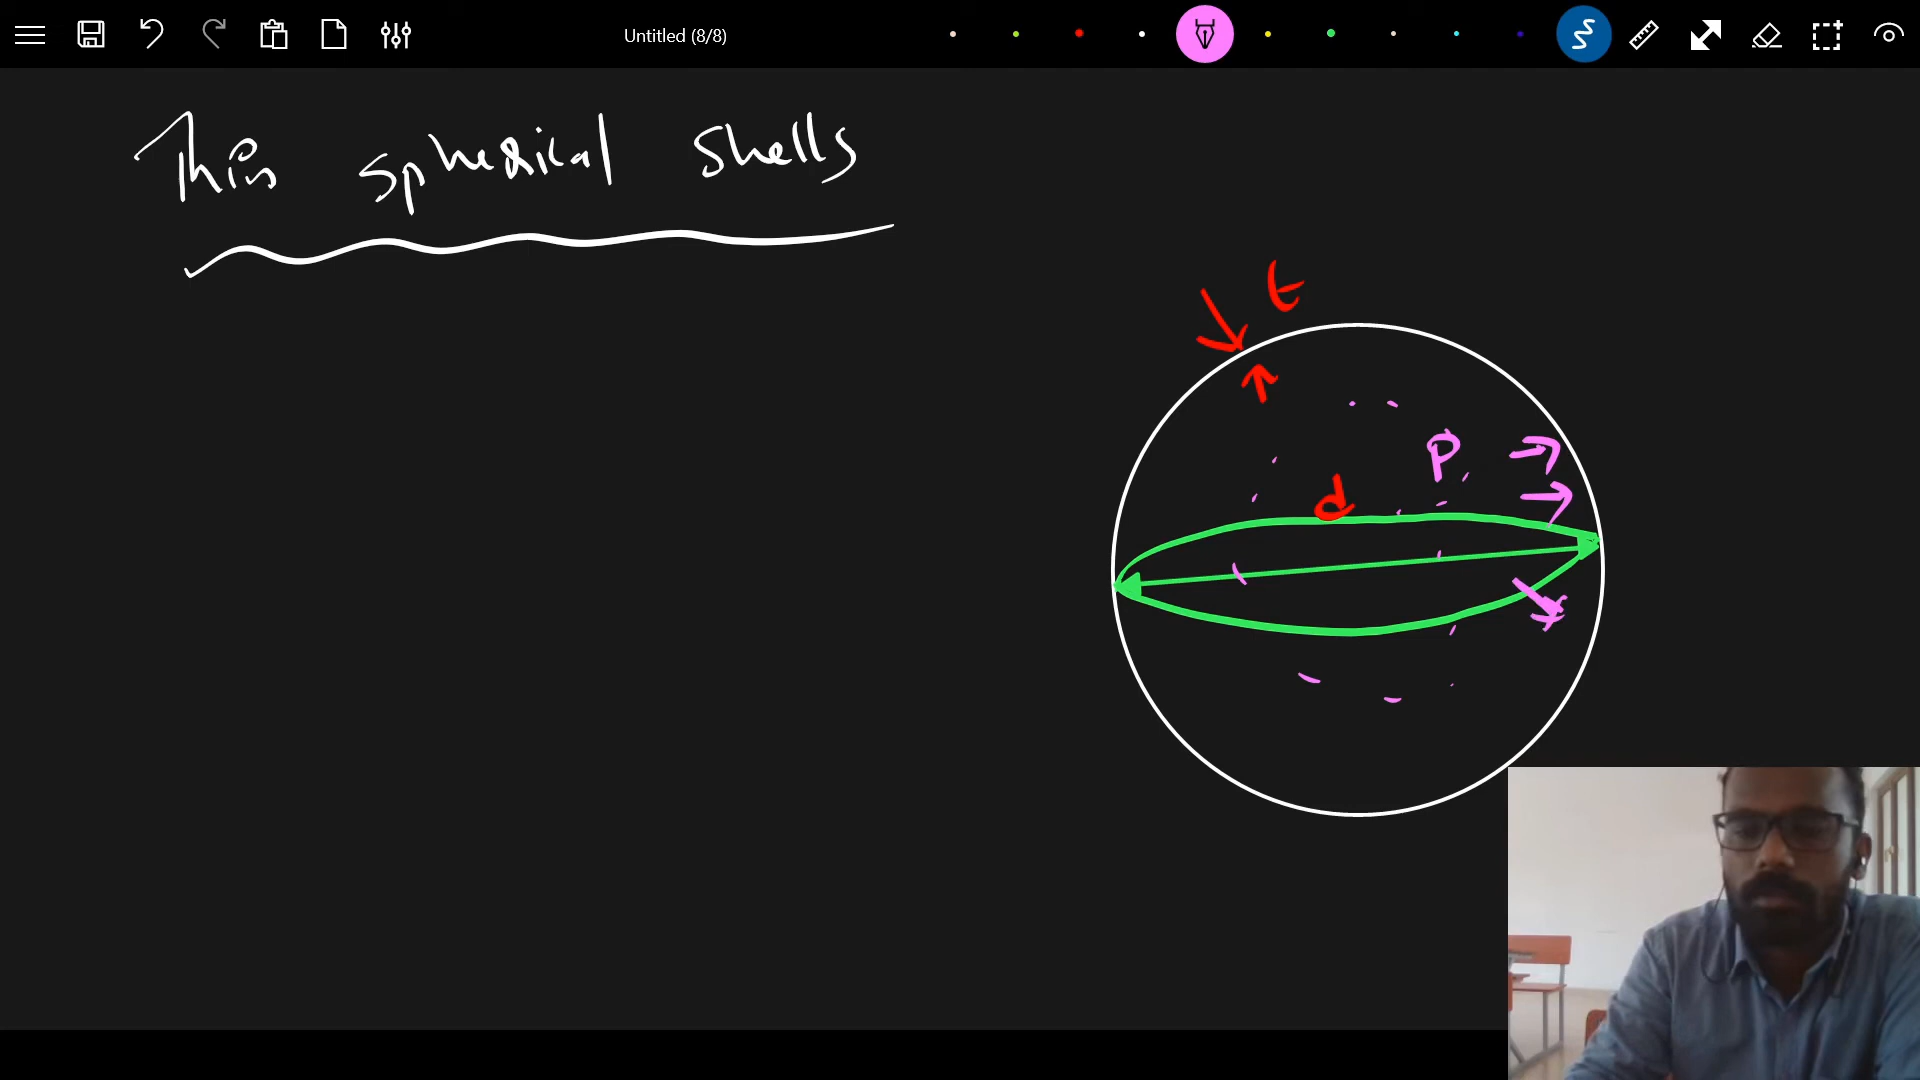 Untitled (8/8)
Thin spherical shells
t
P
d